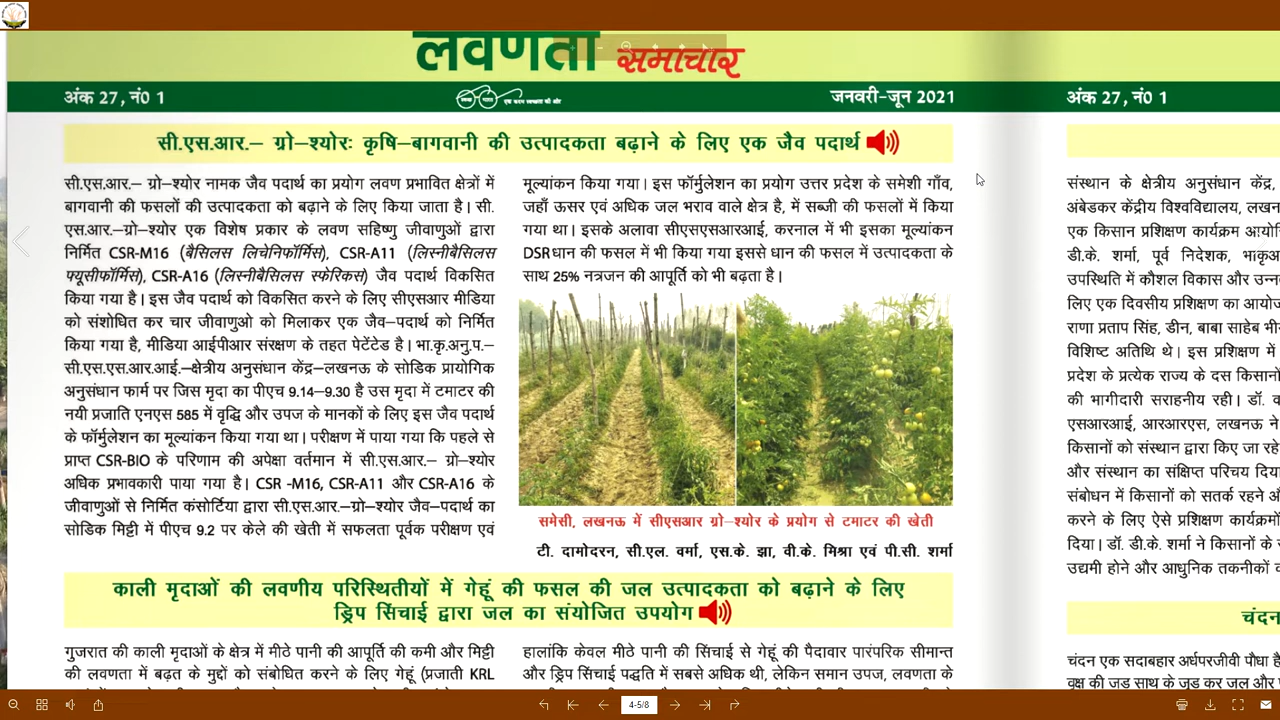 लवणता समाचार
अंक 27, नं0 1
जनवरी-जून 2021
सी.एस.आर.– ग्रो–श्योरः कृषि–बागवानी की उत्पादकता बढ़ाने के लिए एक जैव पदार्थ
सी.एस.आर.– ग्रो–श्योर नामक जैव पदार्थ का प्रयोग लवण प्रभावित क्षेत्रों में
बागवानी की फसलों की उत्पादकता को बढ़ाने के लिए किया जाता है। सी.
एस.आर.–ग्रो–श्योर एक विशेष प्रकार के लवण सहिष्णु जीवाणुओं द्वारा
निर्मित CSR-M16 (बैसिलस लिचेनिफॉर्मिस), CSR-A11 (लिस्नीबैसिलस
फ्यूसीफॉर्मिस), CSR-A16 (लिस्नीबैसिलस स्फेरिकस) जैव पदार्थ विकसित
किया गया है। इस जैव पदार्थ को विकसित करने के लिए सीएसआर मीडिया
को संशोधित कर चार जीवाणुओ को मिलाकर एक जैव–पदार्थ को निर्मित
किया गया है, मीडिया आईपीआर संरक्षण के तहत पेटेंटेड है। भा.कृ.अनु.प.–
सी.एस.एस.आर.आई.–क्षेत्रीय अनुसंधान केंद्र–लखनऊ के सोडिक प्रायोगिक
अनुसंधान फार्म पर जिस मृदा का पीएच 9.14–9.30 है उस मृदा में टमाटर की
नयी प्रजाति एनएस 585 में वृद्धि और उपज के मानकों के लिए इस जैव पदार्थ
के फॉर्मुलेशन का मूल्यांकन किया गया था। परीक्षण में पाया गया कि पहले से
प्राप्त CSR-BIO के परिणाम की अपेक्षा वर्तमान में सी.एस.आर.– ग्रो–श्योर
अधिक प्रभावकारी पाया गया है। CSR -M16, CSR-A11 और CSR-A16 के
जीवाणुओं से निर्मित कंसोर्टिया द्वारा सी.एस.आर.–ग्रो–श्योर जैव–पदार्थ का
सोडिक मिट्टी में पीएच 9.2 पर केले की खेती में सफलता पूर्वक परीक्षण एवं
मूल्यांकन किया गया। इस फॉर्मुलेशन का प्रयोग उत्तर प्रदेश के समेशी गाँव,
जहाँ ऊसर एवं अधिक जल भराव वाले क्षेत्र है, में सब्जी की फसलों में किया
गया था। इसके अलावा सीएसएसआरआई, करनाल में भी इसका मूल्यांकन
DSR धान की फसल में भी किया गया इससे धान की फसल में उत्पादकता के
साथ 25% नत्रजन की आपूर्ति को भी बढ़ता है।
समेसी, लखनऊ में सीएसआर ग्रो–श्योर के प्रयोग से टमाटर की खेती
टी. दामोदरन, सी.एल. वर्मा, एस.के. झा, वी.के. मिश्रा एवं पी.सी. शर्मा
काली मृदाओं की लवणीय परिस्थितीयों में गेहूं की फसल की जल उत्पादकता को बढ़ाने के लिए
ड्रिप सिंचाई द्वारा जल का संयोजित उपयोग
गुजरात की काली मृदाओं के क्षेत्र में मीठे पानी की आपूर्ति की कमी और मिट्टी
की लवणता में बढ़त के मुद्दों को संबोधित करने के लिए गेहूं (प्रजाती KRL
हालांकि केवल मीठे पानी की सिंचाई से गेहूं की पैदावार पारंपरिक सीमान्त
और ड्रिप सिंचाई पद्धति में सबसे अधिक थी, लेकिन समान उपज, लवणता के
अंक 27, नं0 1
संस्थान के क्षेत्रीय अनुसंधान केंद्र,
अंबेडकर केंद्रीय विश्वविद्यालय,
एक किसान प्रशिक्षण कार्यक्रम
डी.के. शर्मा, पूर्व निदेशक,
उपस्थिति में कौशल विकास और
लिए एक दिवसीय प्रशिक्षण का
राणा प्रताप सिंह, डीन, बाबा साहेब
विशिष्ट अतिथि थे। इस प्रशिक्षण में
प्रदेश के प्रत्येक राज्य के दस
की भागीदारी सराहनीय रही। डॉ.
एसआरआई, आरआरएस, लखनऊ ने
किसानों को संस्थान द्वारा किए जा रहे
और संस्थान का संक्षिप्त परिचय
संबोधन में किसानों को सतर्क रहने
करने के लिए ऐसे प्रशिक्षण
दिया। डॉ. डी.के. शर्मा ने किसानों के
उद्यमी होने और आधुनिक तकनीकों
चंदन एक सदाबहार अर्धपरजीवी पौधा
वृक्ष की जड़ साथ के जुड़ कर जल और
4-5/8